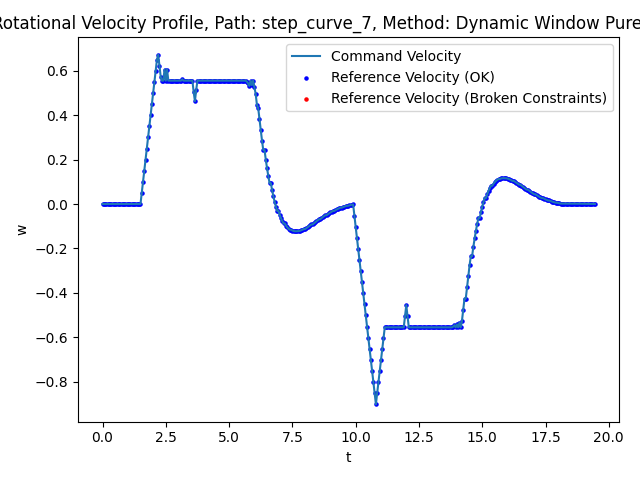 Rotational Velocity Profile, Path: step_curve_7, Method: Dynamic Window Pure
Command Velocity
Reference Velocity (OK)
Reference Velocity (Broken Constraints)
0.6
0.4
0.2
0.0
−0.2
−0.4
−0.6
−0.8
w
0.0 2.5 5.0 7.5 10.0 12.5 15.0 17.5 20.0
t